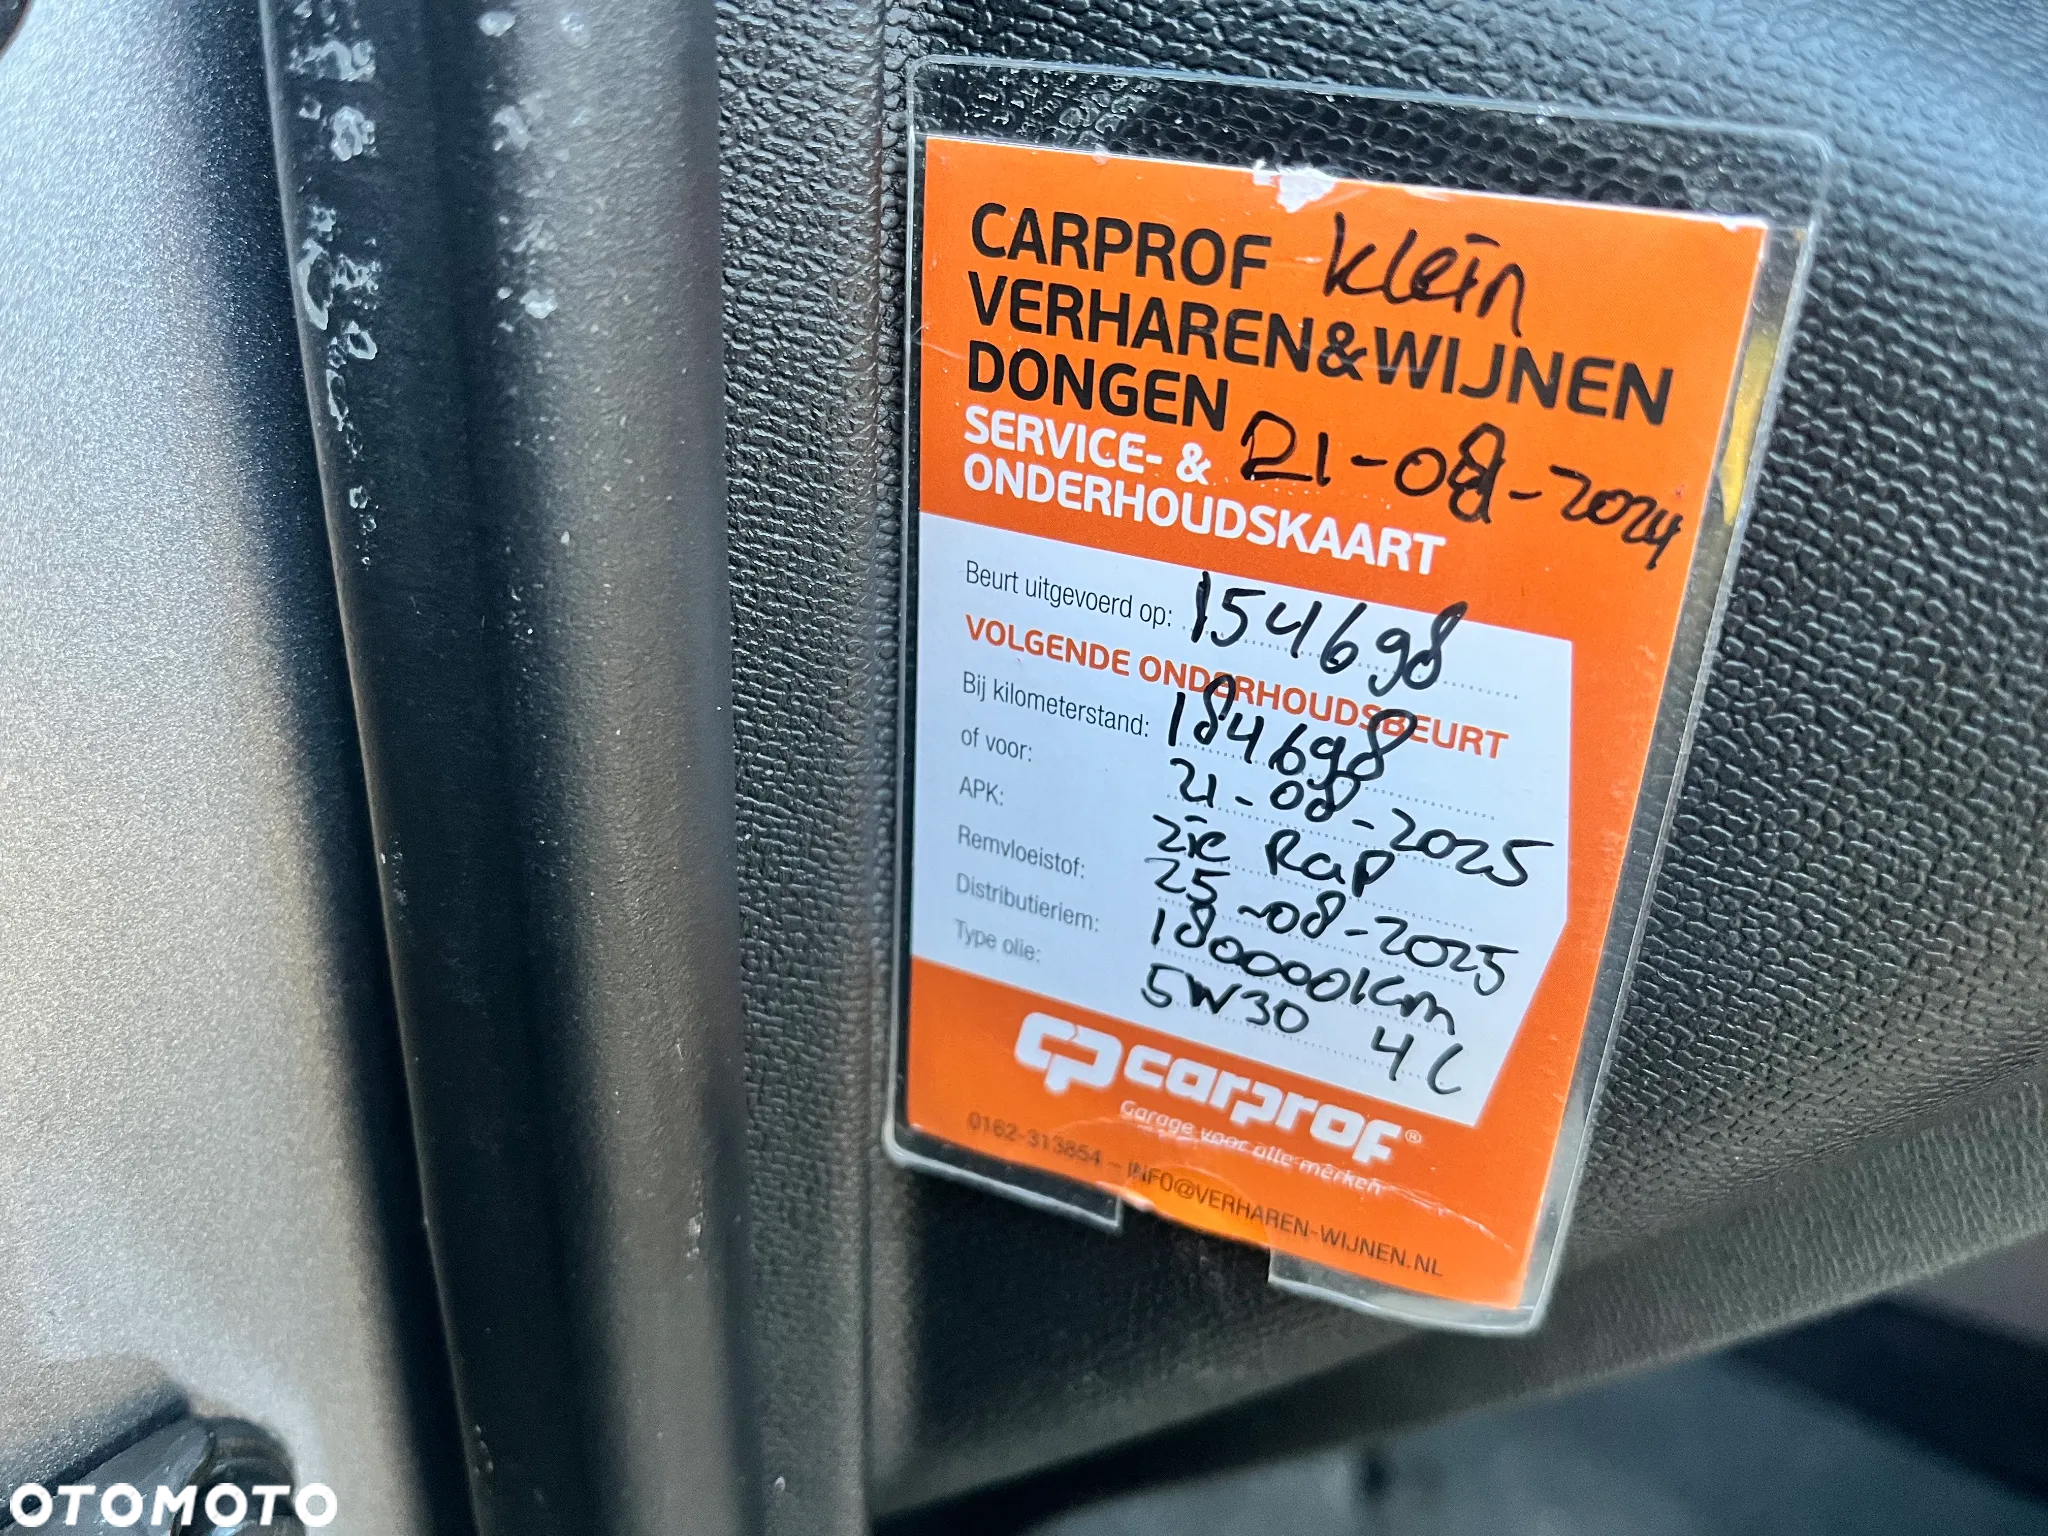 CARPROF klein
VERHAREN&WIJNEN
DONGEN
SERVICE- & 21-08-2024
ONDERHOUDSKAART
Beurt uitgevoerd op: 154698
VOLGENDE ONDERHOUDSBEURT
Bij kilometerstand: 184698
of voor: 21-08-2025
APK: zie Rap
Remvloeistof: 25-08-2025
Distributieriem: 180000km
Type olie: 5W30 4L
CP carprof®
Garage voor alle merken
0162-313854 – INFO@VERHAREN-WIJNEN.NL
OTOMOTO